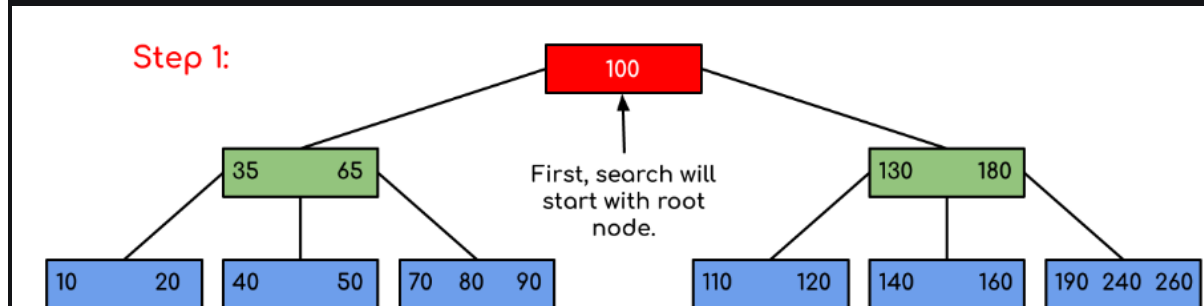 Step 1:
100
First, search will
start with root
node.
35 65
130 180
10 20
40 50
70 80 90
110 120
140 160
190 240 260